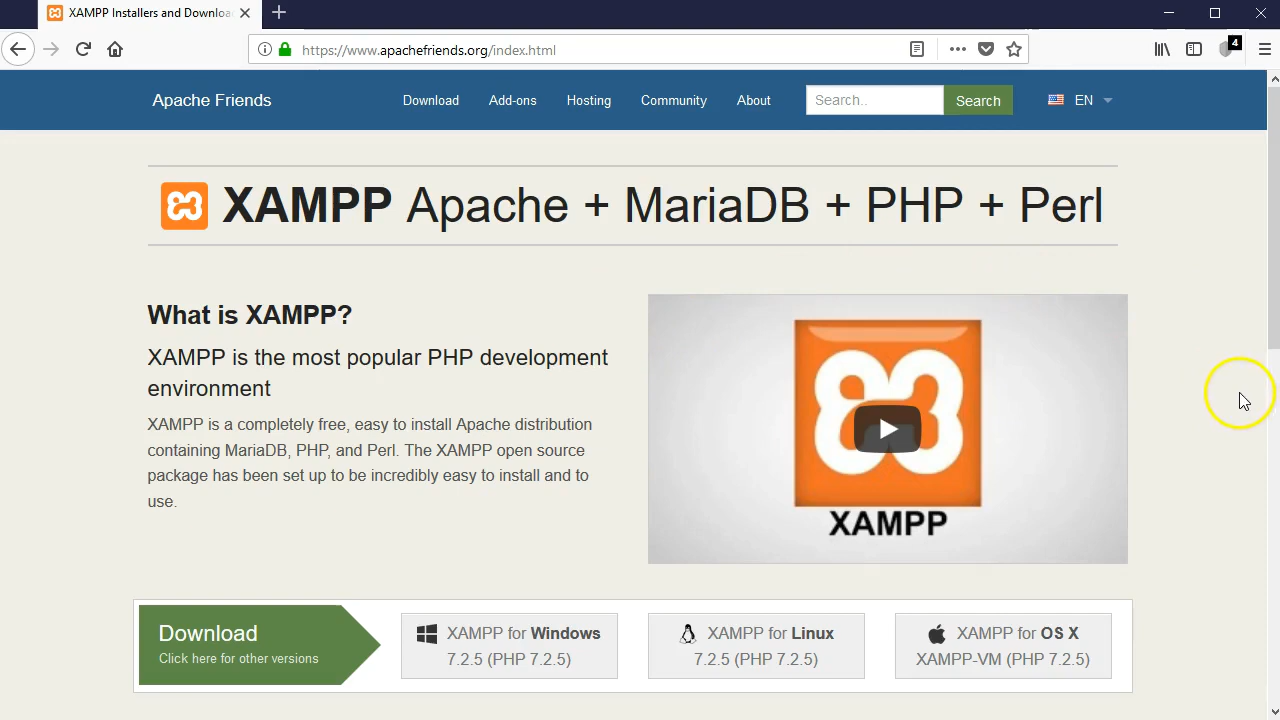 XAMPP Installers and Downloa
https://www.apachefriends.org/index.html
4
Apache Friends Download Add-ons Hosting Community About Search.. Search EN
XAMPP Apache + MariaDB + PHP + Perl
What is XAMPP?
XAMPP is the most popular PHP development
environment
XAMPP is a completely free, easy to install Apache distribution
containing MariaDB, PHP, and Perl. The XAMPP open source
package has been set up to be incredibly easy to install and to
use.
XAMPP
Download
Click here for other versions
XAMPP for Windows
7.2.5 (PHP 7.2.5)
XAMPP for Linux
7.2.5 (PHP 7.2.5)
XAMPP for OS X
XAMPP-VM (PHP 7.2.5)